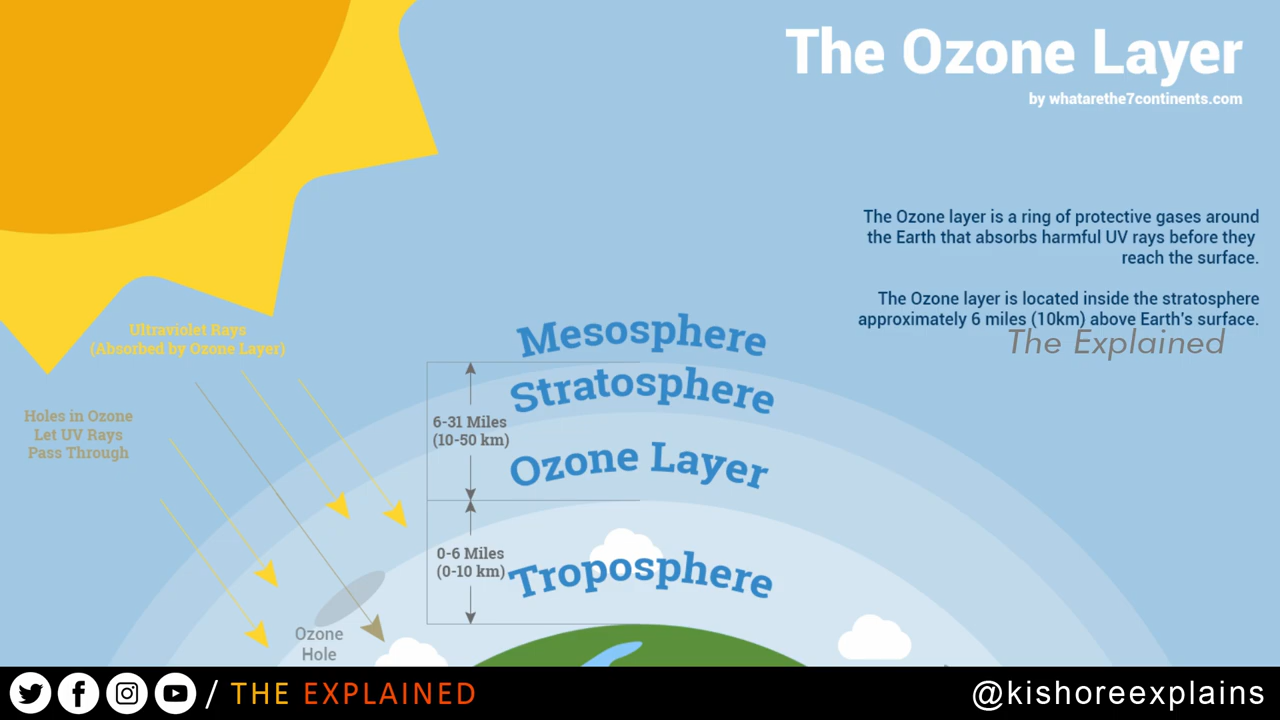 The Ozone Layer
by whatarethe7continents.com
The Ozone layer is a ring of protective gases around
the Earth that absorbs harmful UV rays before they
reach the surface.
The Ozone layer is located inside the stratosphere
approximately 6 miles (10km) above Earth's surface.
The Explained
Ultraviolet Rays
(Absorbed by Ozone Layer)
Holes in Ozone
Let UV Rays
Pass Through
Mesosphere
Stratosphere
6-31 Miles
(10-50 km)
Ozone Layer
0-6 Miles
(0-10 km)
Troposphere
Ozone
Hole
/ THE EXPLAINED
@kishoreexplains